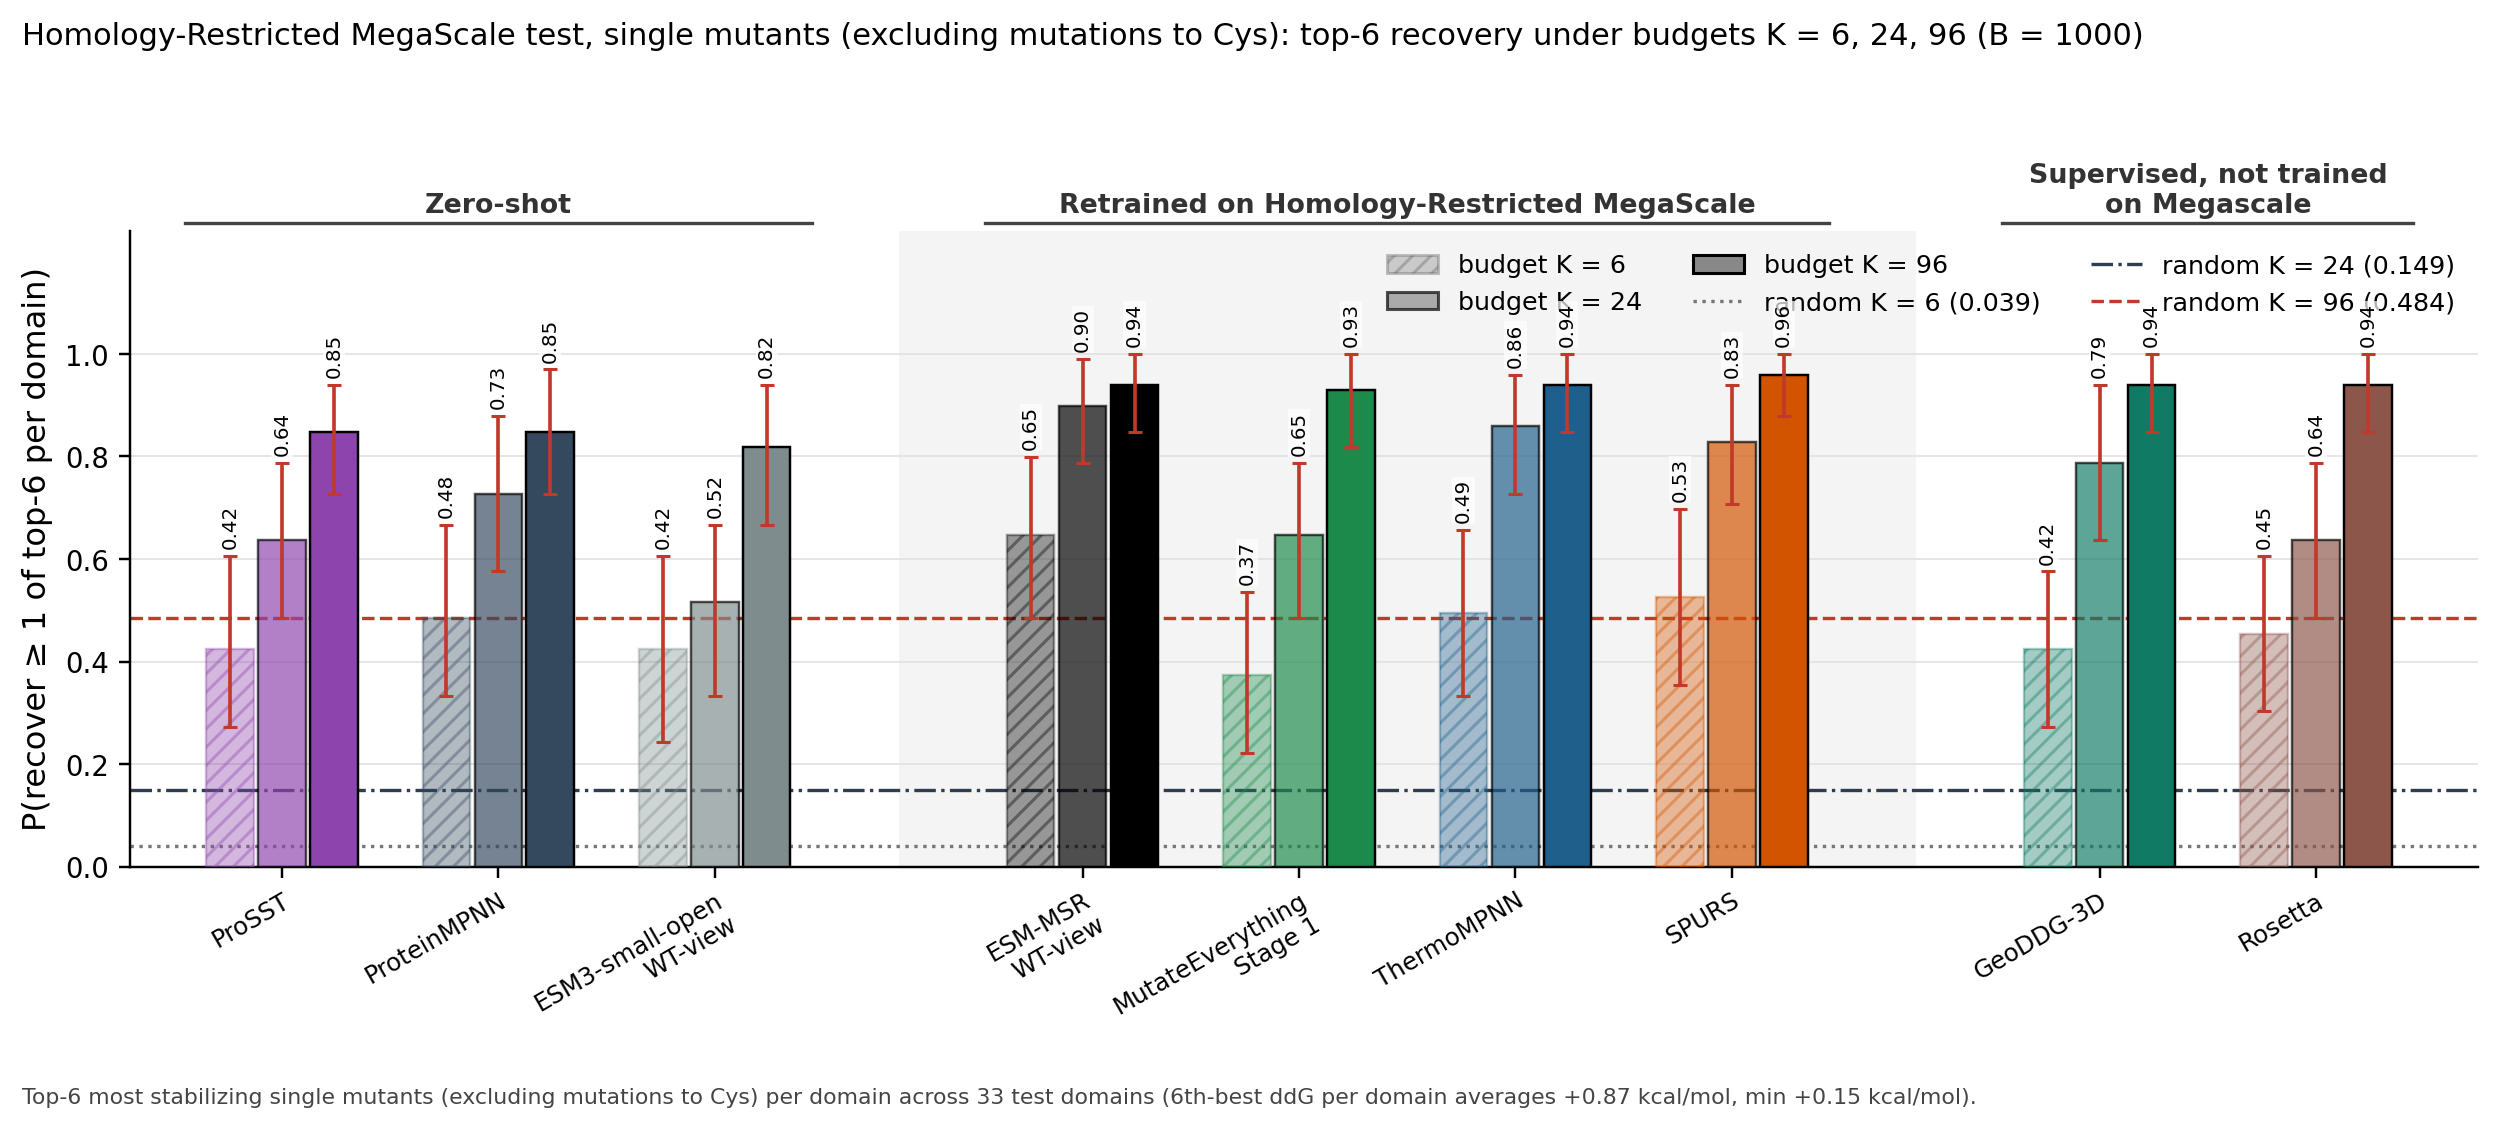 Homology-Restricted MegaScale test, single mutants (excluding mutations to Cys): top-6 recovery under budgets K = 6, 24, 96 (B = 1000)
Zero-shot
Retrained on Homology-Restricted MegaScale
Supervised, not trained
on Megascale
budget K = 6
budget K = 24
budget K = 96
random K = 6 (0.039)
random K = 24 (0.149)
random K = 96 (0.484)
P(recover ≥ 1 of top-6 per domain)
1.0
0.8
0.6
0.4
0.2
0.0
0.42
0.64
0.85
0.48
0.73
0.85
0.42
0.52
0.82
0.65
0.90
0.94
0.37
0.65
0.93
0.49
0.86
0.94
0.53
0.83
0.96
0.42
0.79
0.94
0.45
0.64
0.94
ProSST
ProteinMPNN
ESM3-small-open
WT-view
ESM-MSR
WT-view
MutateEverything
Stage 1
ThermoMPNN
SPURS
GeoDDG-3D
Rosetta
Top-6 most stabilizing single mutants (excluding mutations to Cys) per domain across 33 test domains (6th-best ddG per domain averages +0.87 kcal/mol, min +0.15 kcal/mol).